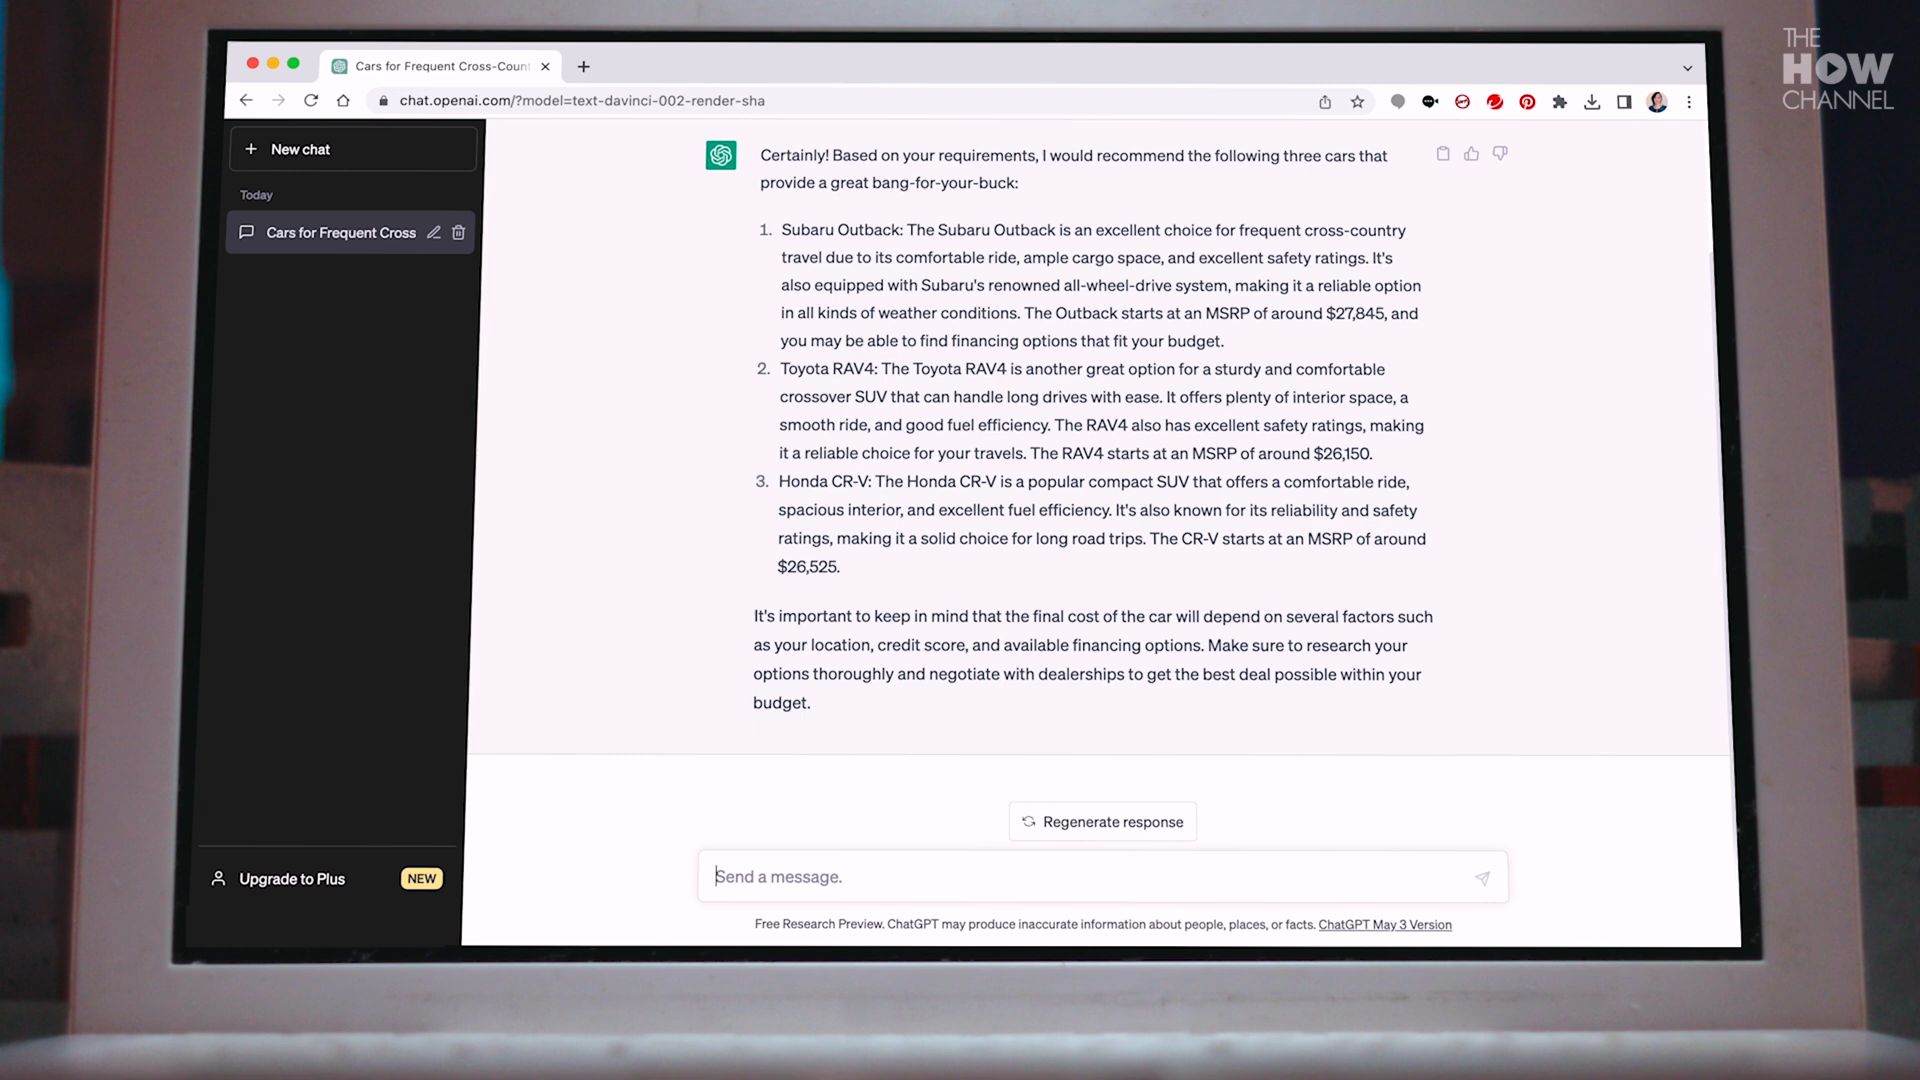 THE
HOW
CHANNEL
Cars for Frequent Cross-Coun
chat.openai.com/?model=text-davinci-002-render-sha
New chat
Today
Cars for Frequent Cross
Certainly! Based on your requirements, I would recommend the following three cars that
provide a great bang-for-your-buck:
1. Subaru Outback: The Subaru Outback is an excellent choice for frequent cross-country
travel due to its comfortable ride, ample cargo space, and excellent safety ratings. It's
also equipped with Subaru's renowned all-wheel-drive system, making it a reliable option
in all kinds of weather conditions. The Outback starts at an MSRP of around $27,845, and
you may be able to find financing options that fit your budget.
2. Toyota RAV4: The Toyota RAV4 is another great option for a sturdy and comfortable
crossover SUV that can handle long drives with ease. It offers plenty of interior space, a
smooth ride, and good fuel efficiency. The RAV4 also has excellent safety ratings, making
it a reliable choice for your travels. The RAV4 starts at an MSRP of around $26,150.
3. Honda CR-V: The Honda CR-V is a popular compact SUV that offers a comfortable ride,
spacious interior, and excellent fuel efficiency. It's also known for its reliability and safety
ratings, making it a solid choice for long road trips. The CR-V starts at an MSRP of around
$26,525.
It's important to keep in mind that the final cost of the car will depend on several factors such
as your location, credit score, and available financing options. Make sure to research your
options thoroughly and negotiate with dealerships to get the best deal possible within your
budget.
Regenerate response
Upgrade to Plus NEW
Send a message.
Free Research Preview. ChatGPT may produce inaccurate information about people, places, or facts. ChatGPT May 3 Version